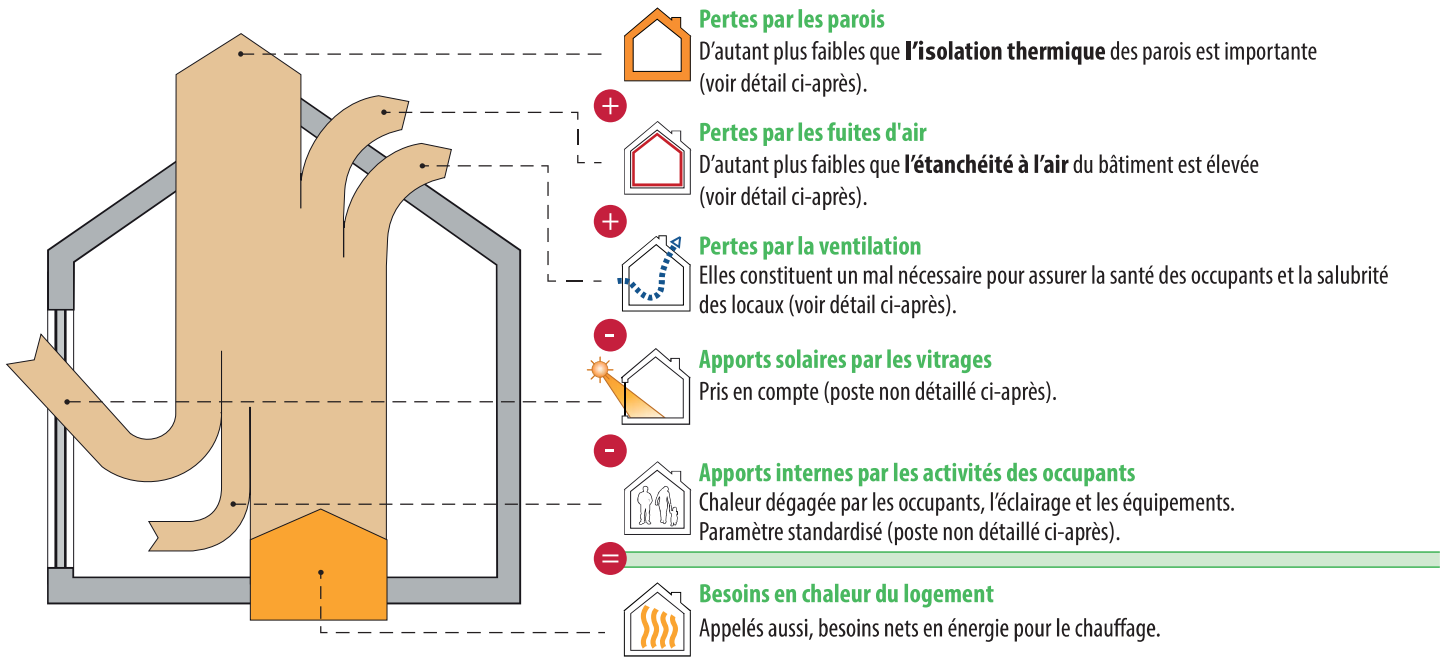 Pertes par les parois
D'autant plus faibles que l'isolation thermique des parois est importante
(voir détail ci-après).
+
Pertes par les fuites d'air
D'autant plus faibles que l'étanchéité à l'air du bâtiment est élevée
(voir détail ci-après).
+
Pertes par la ventilation
Elles constituent un mal nécessaire pour assurer la santé des occupants et la salubrité
des locaux (voir détail ci-après).
-
Apports solaires par les vitrages
Pris en compte (poste non détaillé ci-après).
-
Apports internes par les activités des occupants
Chaleur dégagée par les occupants, l'éclairage et les équipements.
Paramètre standardisé (poste non détaillé ci-après).
=
Besoins en chaleur du logement
Appelés aussi, besoins nets en énergie pour le chauffage.